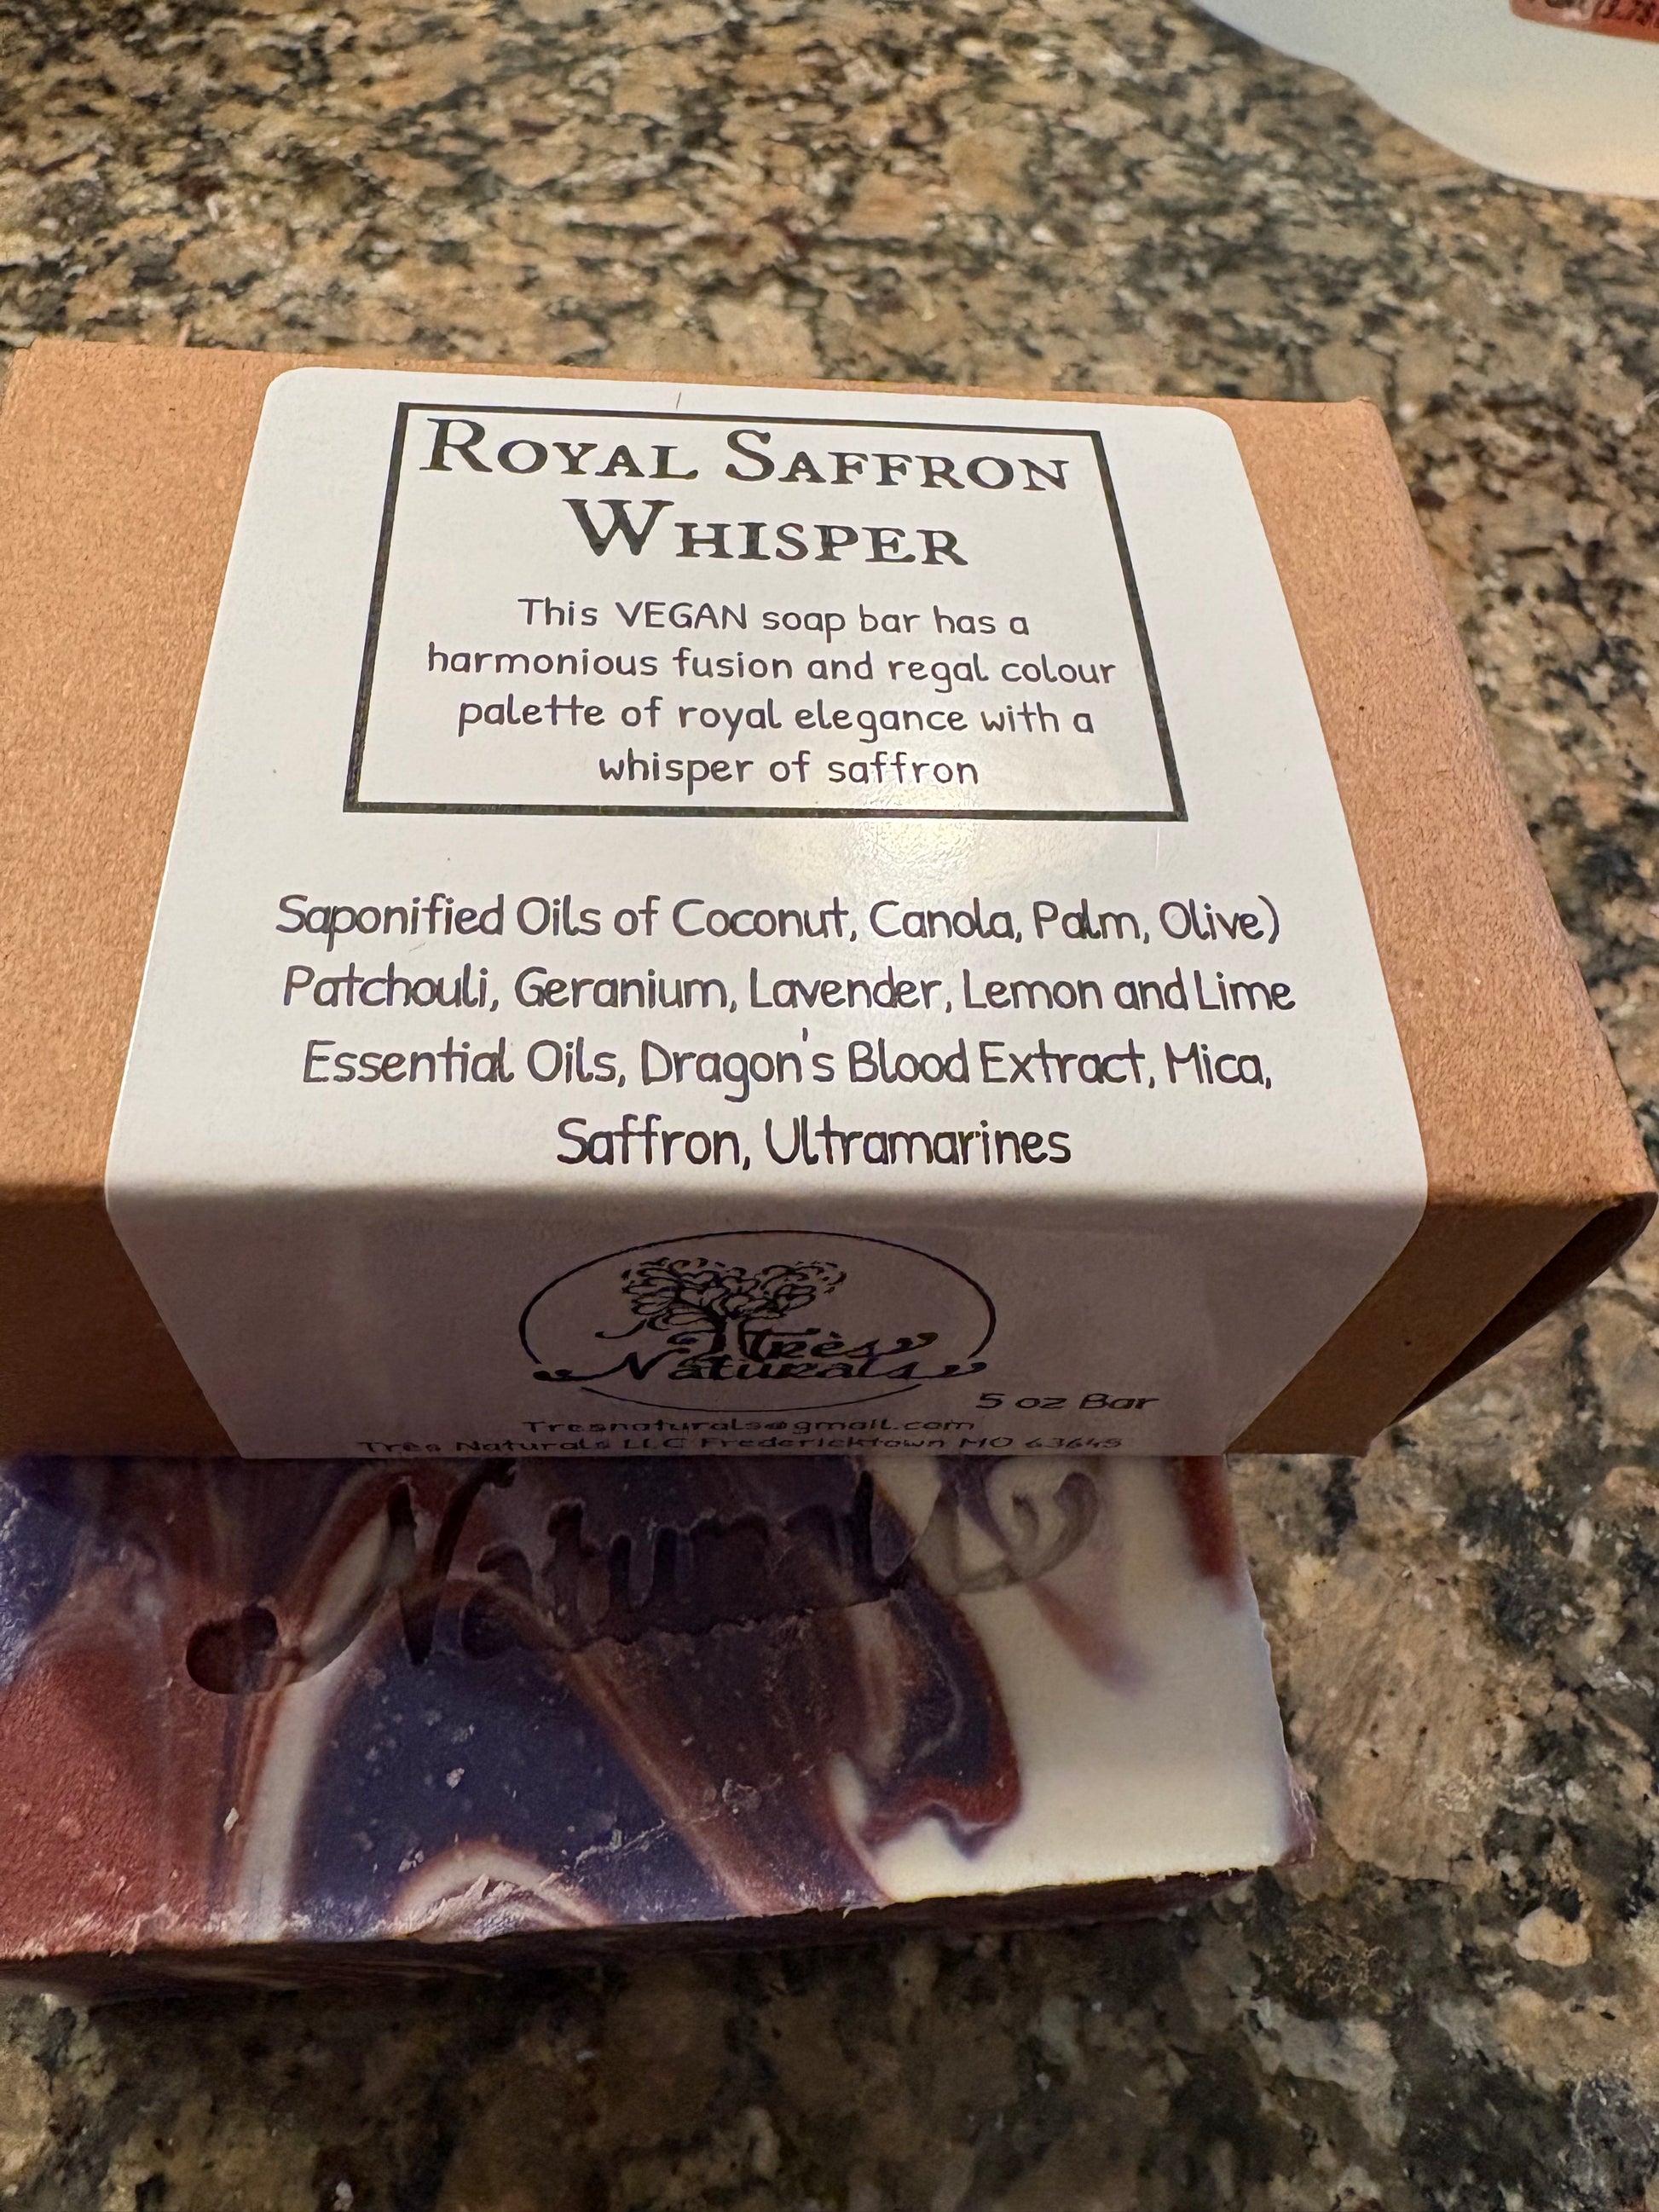 ROYAL SAFFRON
WHISPER
This VEGAN soap bar has a
harmonious fusion and regal colour
palette of royal elegance with a
whisper of saffron
Saponified Oils of Coconut, Canola, Palm, Olive)
Patchouli, Geranium, Lavender, Lemon and Lime
Essential Oils, Dragon's Blood Extract, Mica,
Saffron, Ultramarines
Très
Naturals
5 oz Bar
Tresnaturals@gmail.com
Très Naturals LLC Fredericktown MO 63645
Naturals